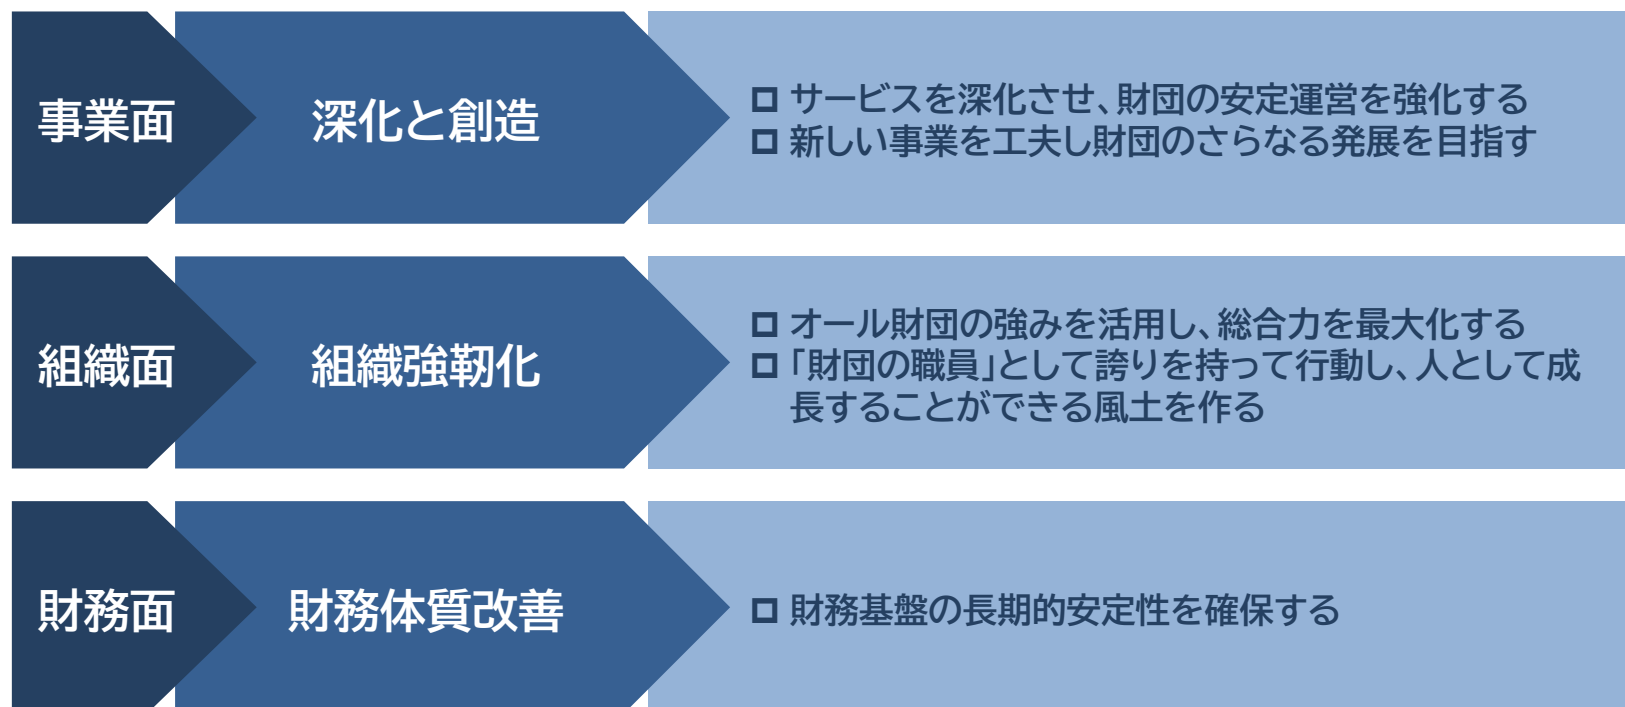 事業面
深化と創造
サービスを深化させ、財団の安定運営を強化する
新しい事業を工夫し財団のさらなる発展を目指す
組織面
組織強靭化
オール財団の強みを活用し、総合力を最大化する
「財団の職員」として誇りを持って行動し、人として成
長することができる風土を作る
財務面
財務体質改善
財務基盤の長期的安定性を確保する